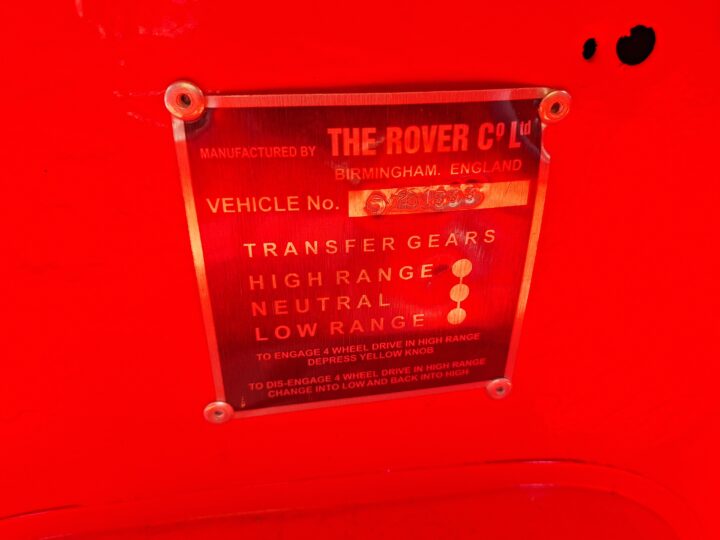 MANUFACTURED BY THE ROVER Cº Ltd
BIRMINGHAM. ENGLAND
VEHICLE No.
TRANSFER GEARS
HIGH RANGE
NEUTRAL
LOW RANGE
TO ENGAGE 4 WHEEL DRIVE IN HIGH RANGE
DEPRESS YELLOW KNOB
TO DIS-ENGAGE 4 WHEEL DRIVE IN HIGH RANGE
CHANGE INTO LOW AND BACK INTO HIGH